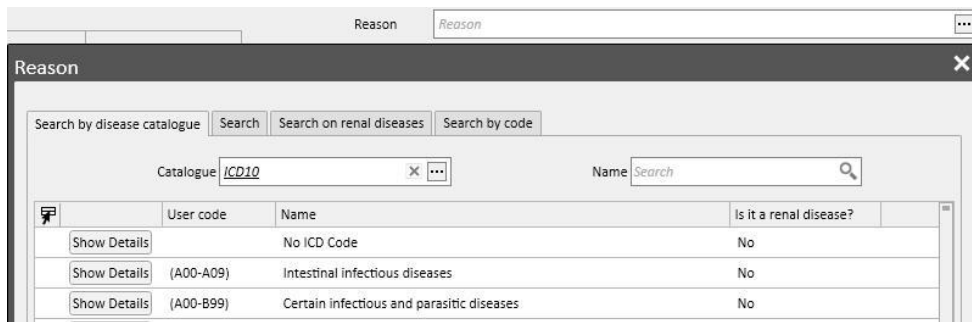 Reason Reason ...
Reason
Search by disease catalogue Search Search on renal diseases Search by code
Catalogue ICD10 ... Name Search
User code Name Is it a renal disease?
Show Details No ICD Code No
Show Details (A00-A09) Intestinal infectious diseases No
Show Details (A00-B99) Certain infectious and parasitic diseases No